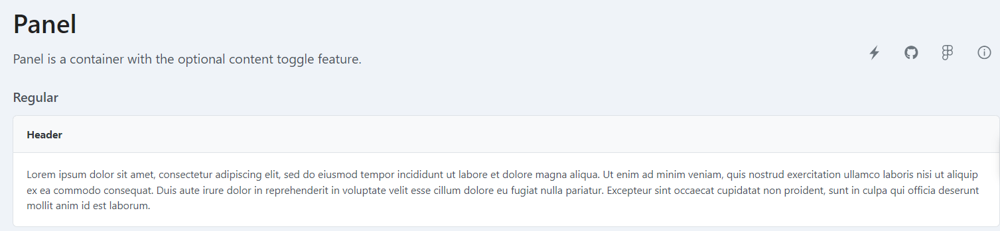 Panel
Panel is a container with the optional content toggle feature.
Regular
Header
Lorem ipsum dolor sit amet, consectetur adipiscing elit, sed do eiusmod tempor incididunt ut labore et dolore magna aliqua. Ut enim ad minim veniam, quis nostrud exercitation ullamco laboris nisi ut aliquip
ex ea commodo consequat. Duis aute irure dolor in reprehenderit in voluptate velit esse cillum dolore eu fugiat nulla pariatur. Excepteur sint occaecat cupidatat non proident, sunt in culpa qui officia deserunt
mollit anim id est laborum.